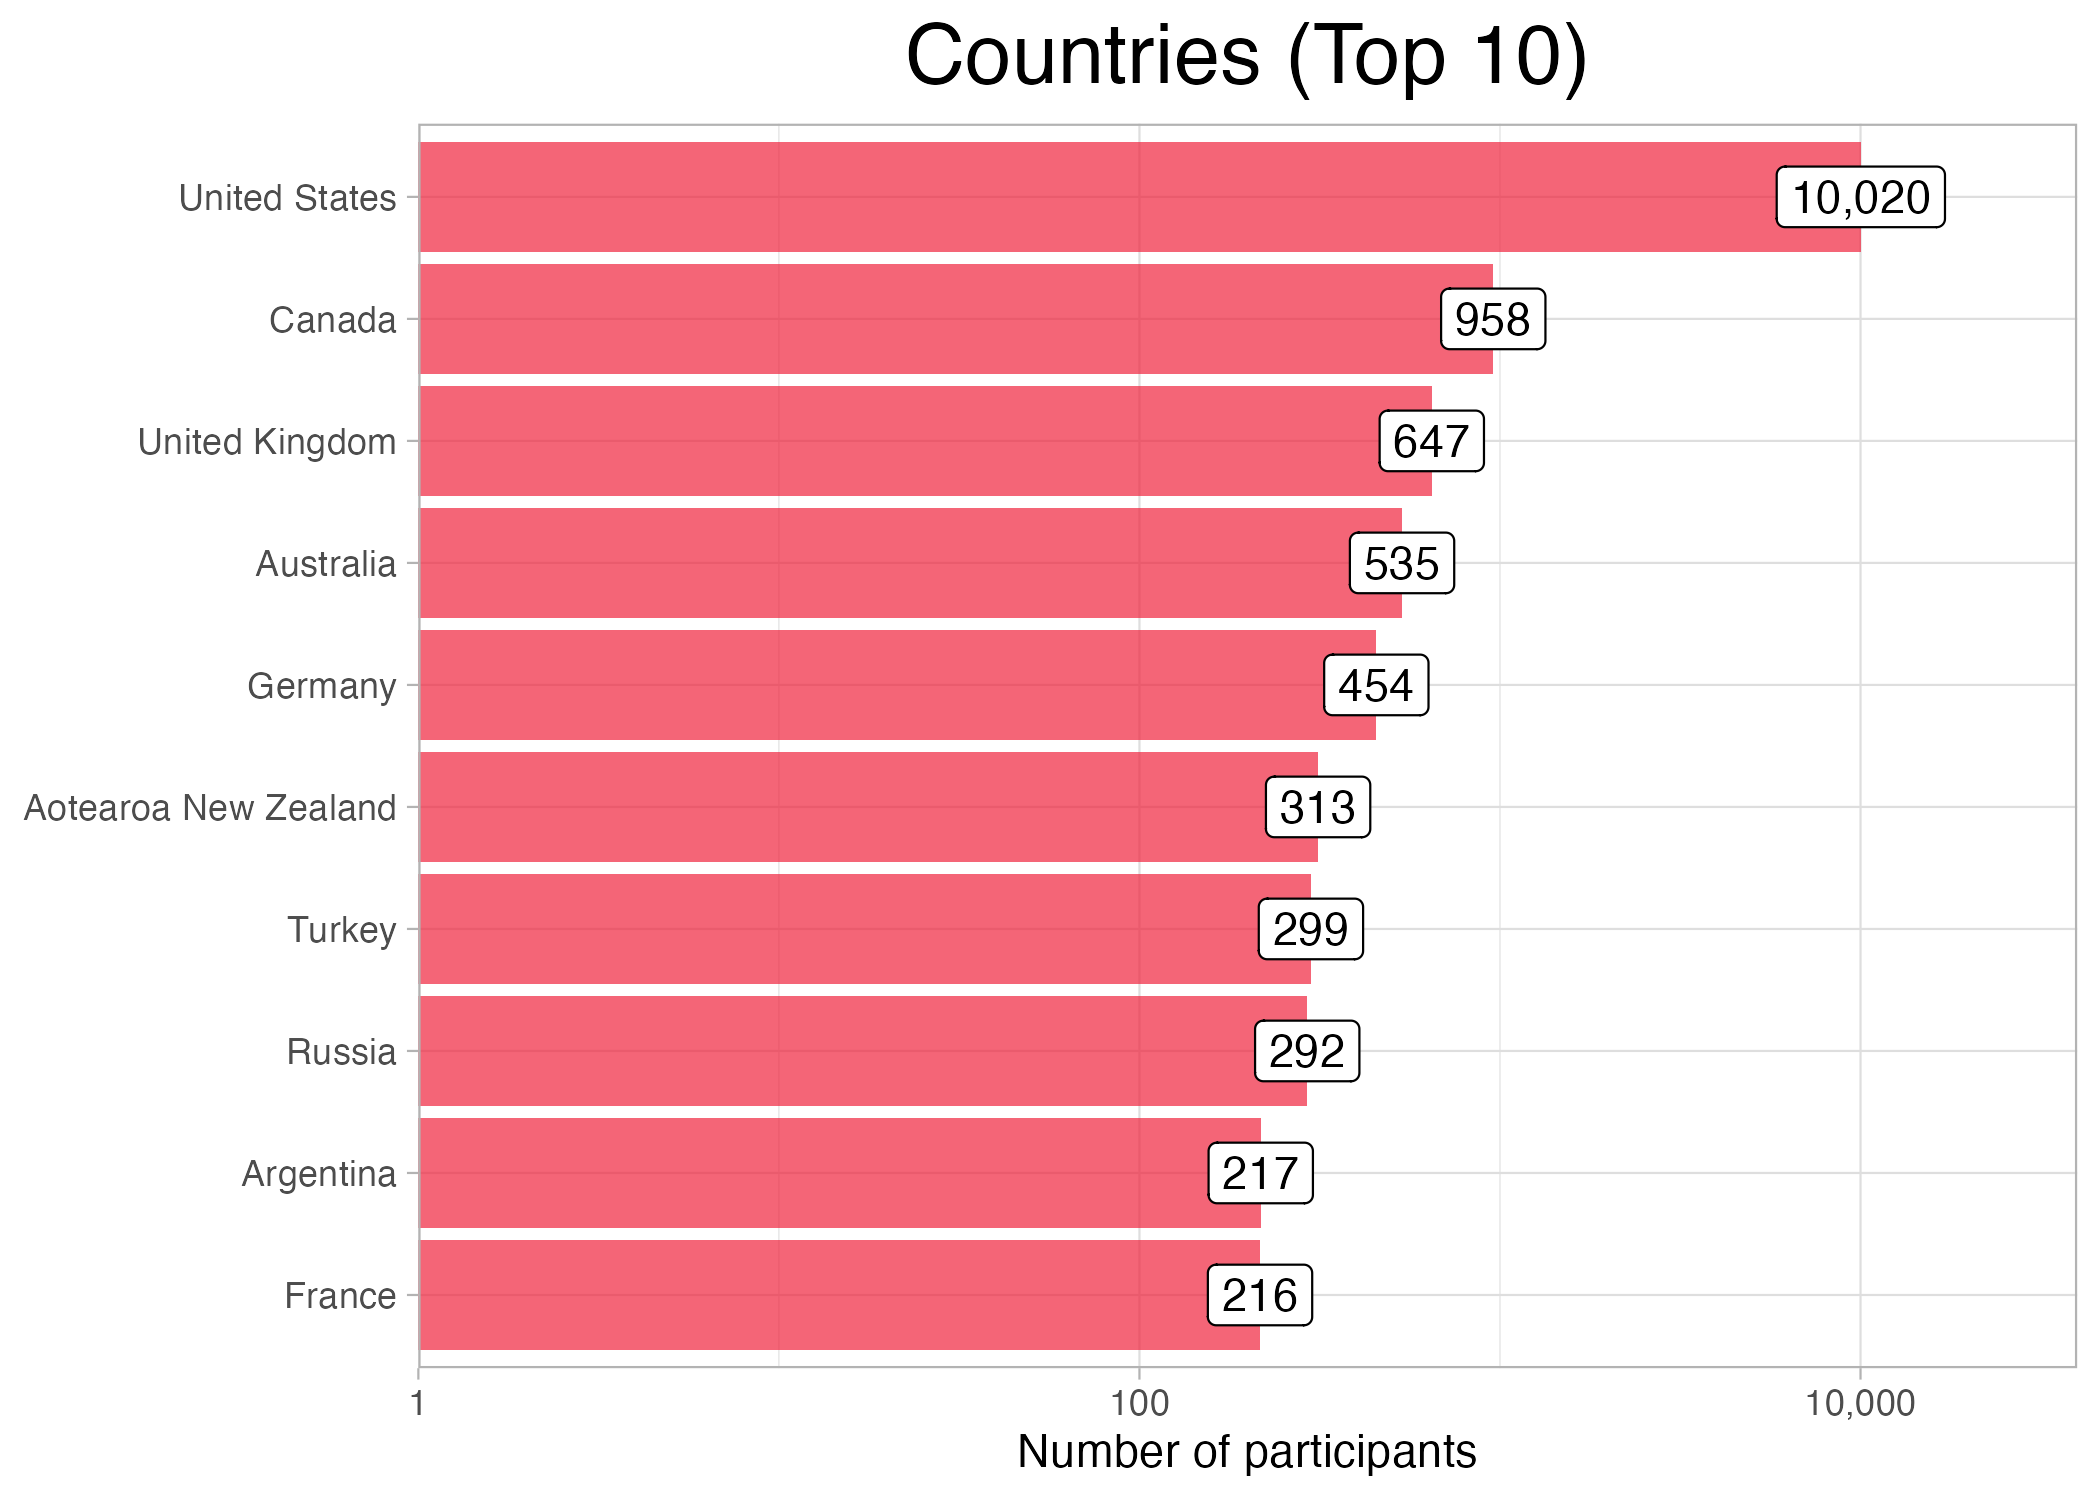 Countries (Top 10)
United States 10,020
Canada 958
United Kingdom 647
Australia 535
Germany 454
Aotearoa New Zealand 313
Turkey 299
Russia 292
Argentina 217
France 216
1 100 10,000
Number of participants